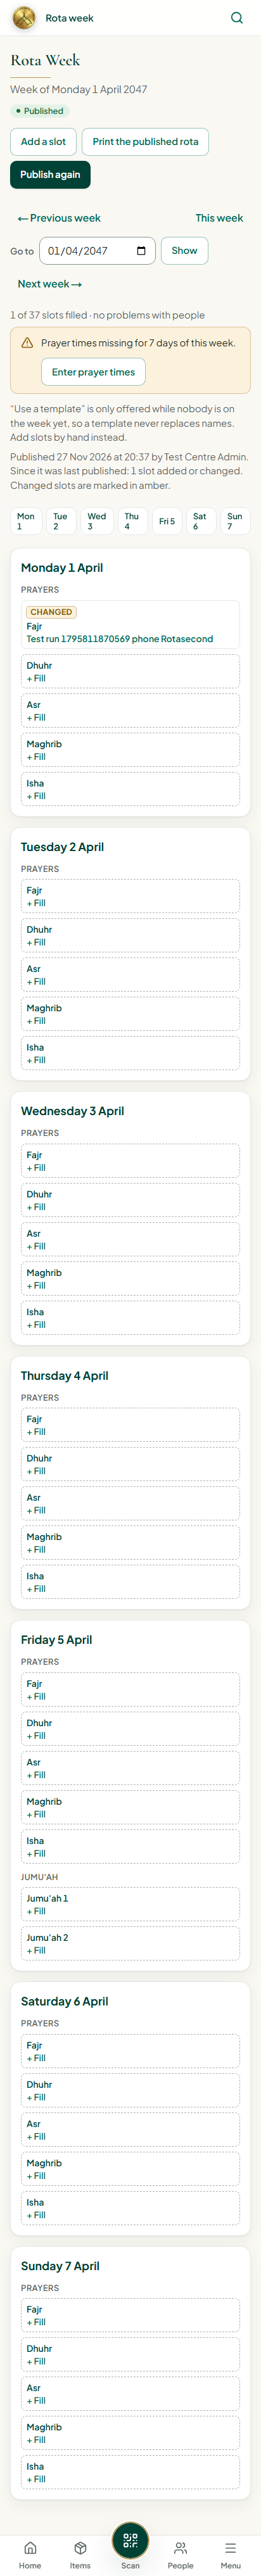 Rota week
Rota Week
Week of Monday 1 April 2047
Published
Add a slot
Print the published rota
Publish again
← Previous week
This week
Go to
01/04/2047
Show
Next week →
1 of 37 slots filled · no problems with people
Prayer times missing for 7 days of this week.
Enter prayer times
“Use a template” is only offered while nobody is on
the week yet, so a template never replaces names.
Add slots by hand instead.
Published 27 Nov 2026 at 20:37 by Test Centre Admin.
Since it was last published: 1 slot added or changed.
Changed slots are marked in amber.
Mon
1
Tue
2
Wed
3
Thu
4
Fri 5
Sat
6
Sun
7
Monday 1 April
PRAYERS
CHANGED
Fajr
Test run 1795811870569 phone Rotasecond
Dhuhr
+ Fill
Asr
+ Fill
Maghrib
+ Fill
Isha
+ Fill
Tuesday 2 April
PRAYERS
Fajr
+ Fill
Dhuhr
+ Fill
Asr
+ Fill
Maghrib
+ Fill
Isha
+ Fill
Wednesday 3 April
PRAYERS
Fajr
+ Fill
Dhuhr
+ Fill
Asr
+ Fill
Maghrib
+ Fill
Isha
+ Fill
Thursday 4 April
PRAYERS
Fajr
+ Fill
Dhuhr
+ Fill
Asr
+ Fill
Maghrib
+ Fill
Isha
+ Fill
Friday 5 April
PRAYERS
Fajr
+ Fill
Dhuhr
+ Fill
Asr
+ Fill
Maghrib
+ Fill
Isha
+ Fill
JUMU'AH
Jumu'ah 1
+ Fill
Jumu'ah 2
+ Fill
Saturday 6 April
PRAYERS
Fajr
+ Fill
Dhuhr
+ Fill
Asr
+ Fill
Maghrib
+ Fill
Isha
+ Fill
Sunday 7 April
PRAYERS
Fajr
+ Fill
Dhuhr
+ Fill
Asr
+ Fill
Maghrib
+ Fill
Isha
+ Fill
Home
Items
Scan
People
Menu